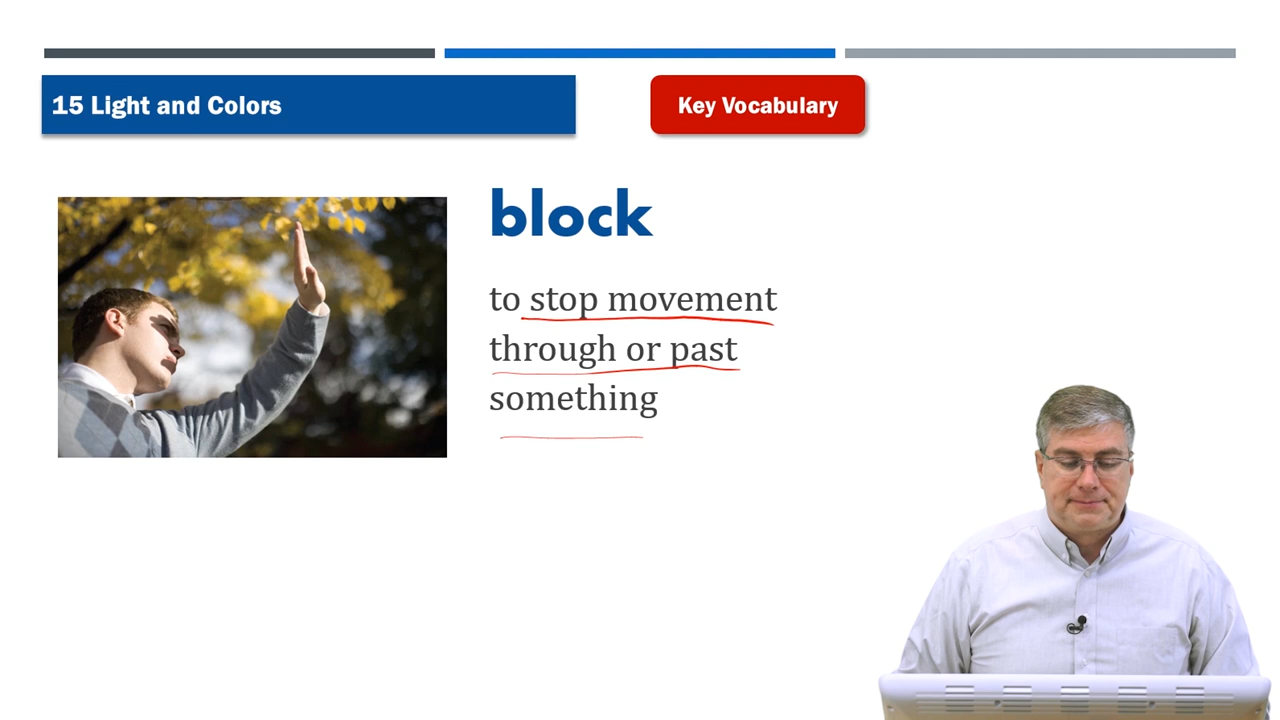 15 Light and Colors
Key Vocabulary
block
to stop movement
through or past
something